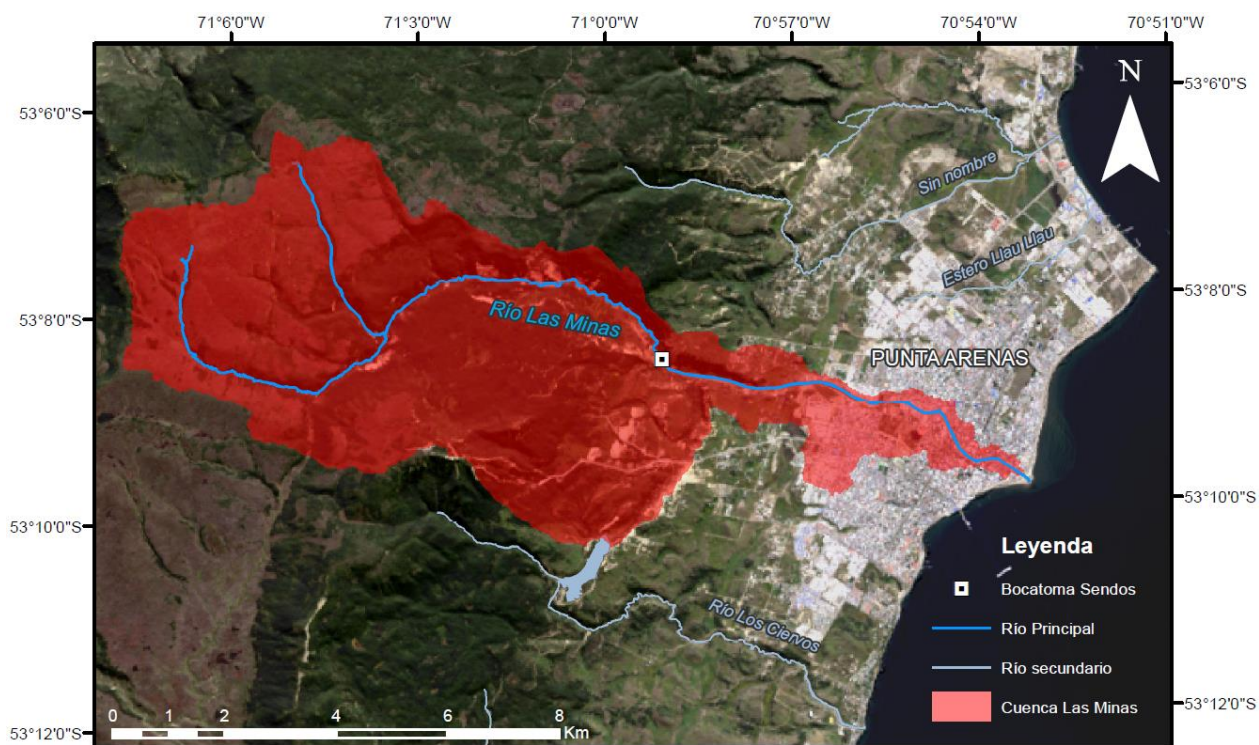 71°6'0"W 71°3'0"W 71°0'0"W 70°57'0"W 70°54'0"W 70°51'0"W
N
53°6'0"S 53°6'0"S
Sin nombre
Estero Llau Llau
53°8'0"S 53°8'0"S
Río Las Minas
PUNTA ARENAS
53°10'0"S 53°10'0"S
Leyenda
Bocatoma Sendos
Río Principal
Río secundario
Cuenca Las Minas
Río Los Ciervos
53°12'0"S 53°12'0"S
0 1 2 4 6 8
Km